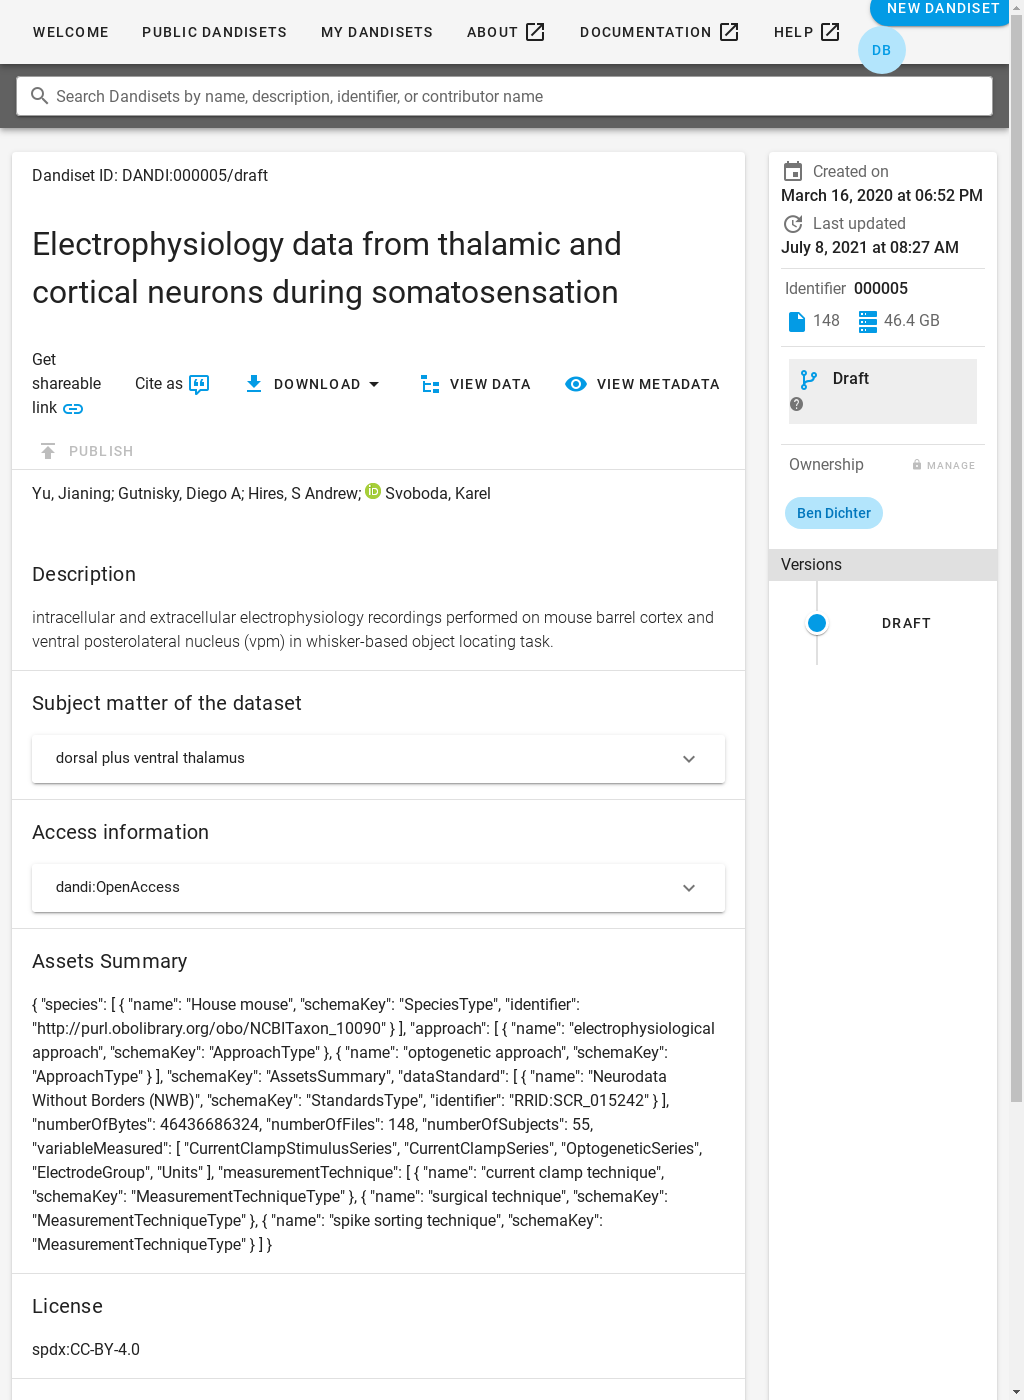 WELCOME
PUBLIC DANDISETS
MY DANDISETS
ABOUT
DOCUMENTATION
HELP
NEW DANDISET
DB
Search Dandisets by name, description, identifier, or contributor name
Dandiset ID: DANDI:000005/draft
Electrophysiology data from thalamic and
cortical neurons during somatosensation
Get
shareable
link
Cite as
DOWNLOAD
VIEW DATA
VIEW METADATA
PUBLISH
Yu, Jianing; Gutnisky, Diego A; Hires, S Andrew; iD Svoboda, Karel
Description
intracellular and extracellular electrophysiology recordings performed on mouse barrel cortex and
ventral posterolateral nucleus (vpm) in whisker-based object locating task.
Subject matter of the dataset
dorsal plus ventral thalamus
Access information
dandi:OpenAccess
Assets Summary
{ "species": [ { "name": "House mouse", "schemaKey": "SpeciesType", "identifier":
"http://purl.obolibrary.org/obo/NCBITaxon_10090" } ], "approach": [ { "name": "electrophysiological
approach", "schemaKey": "ApproachType" }, { "name": "optogenetic approach", "schemaKey":
"ApproachType" } ], "schemaKey": "AssetsSummary", "dataStandard": [ { "name": "Neurodata
Without Borders (NWB)", "schemaKey": "StandardsType", "identifier": "RRID:SCR_015242" } ],
"numberOfBytes": 46436686324, "numberOfFiles": 148, "numberOfSubjects": 55,
"variableMeasured": [ "CurrentClampStimulusSeries", "CurrentClampSeries", "OptogeneticSeries",
"ElectrodeGroup", "Units" ], "measurementTechnique": [ { "name": "current clamp technique",
"schemaKey": "MeasurementTechniqueType" }, { "name": "surgical technique", "schemaKey":
"MeasurementTechniqueType" }, { "name": "spike sorting technique", "schemaKey":
"MeasurementTechniqueType" } ] }
License
spdx:CC-BY-4.0
Created on
March 16, 2020 at 06:52 PM
Last updated
July 8, 2021 at 08:27 AM
Identifier 000005
148
46.4 GB
Draft
Ownership
MANAGE
Ben Dichter
Versions
DRAFT